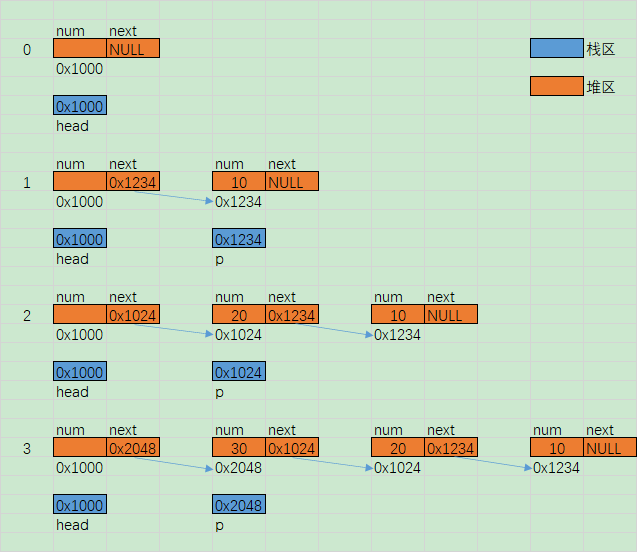 num next
0 NULL 栈区
0x1000
堆区
0x1000
head
num next num next
1 0x1234 10 NULL
0x1000 0x1234
0x1000 0x1234
head p
num next num next num next
2 0x1024 20 0x1234 10 NULL
0x1000 0x1024 0x1234
0x1000 0x1024
head p
num next num next num next num next
3 0x2048 30 0x1024 20 0x1234 10 NULL
0x1000 0x2048 0x1024 0x1234
0x1000 0x2048
head p